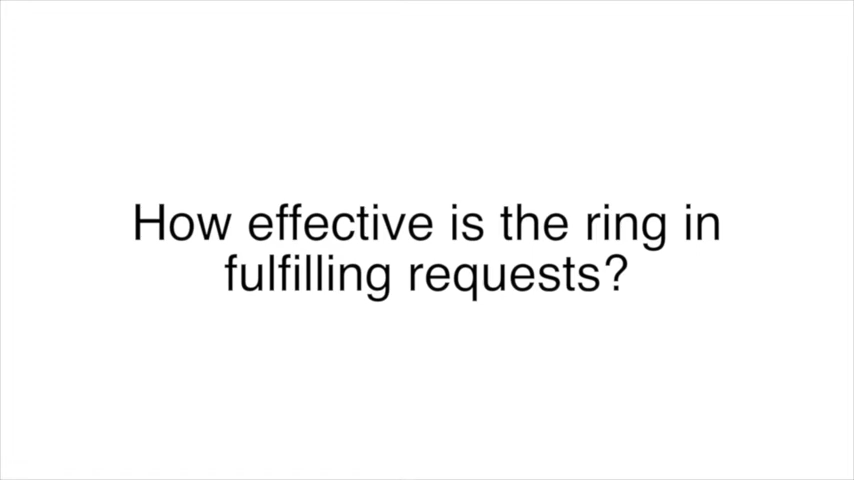 How effective is the ring in
fulfilling requests?